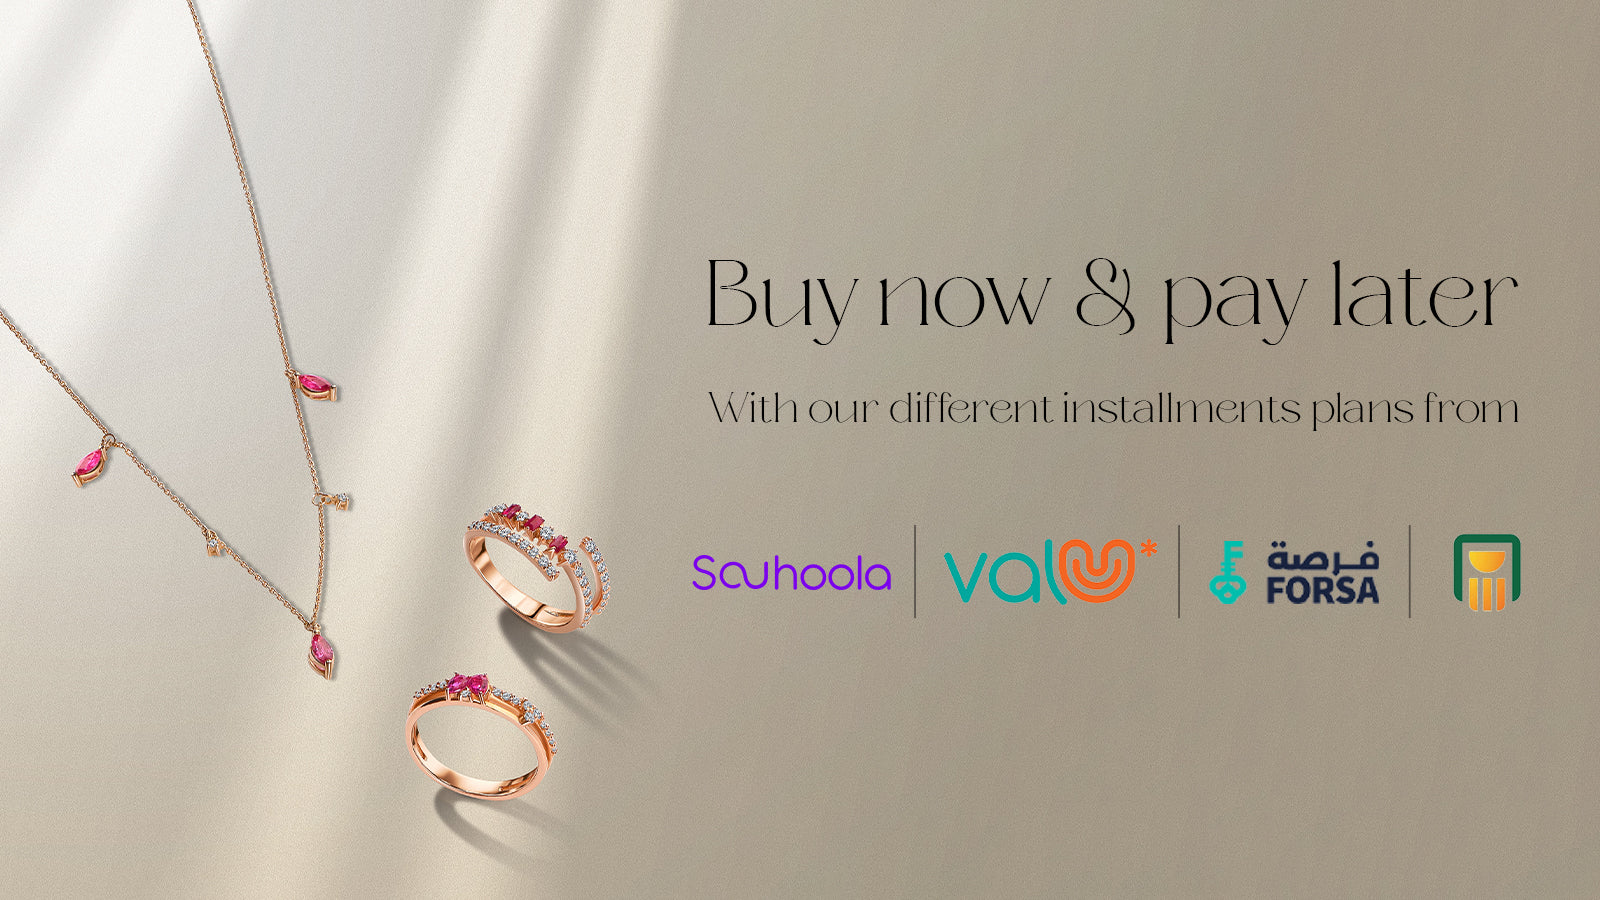 Buy now & pay later
With our different installments plans from
Souhoola
valU*
فرصة
FORSA